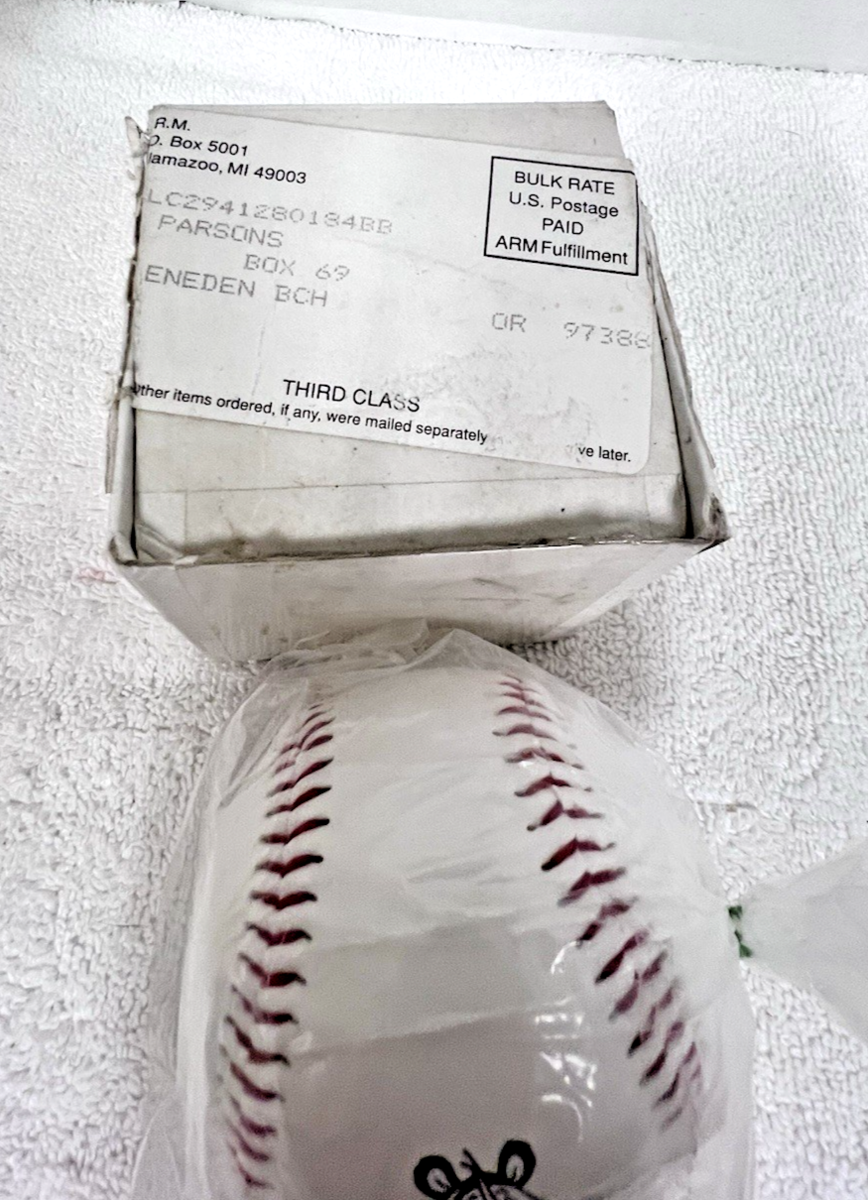 R.M.
O. Box 5001
lamazoo, MI 49003
BULK RATE
U.S. Postage
PAID
ARM Fulfillment
LC2941280184BB
PARSONS
BOX 69
ENEDEN BCH
OR 97388
THIRD CLASS
ther items ordered, if any, were mailed separately
ve later.